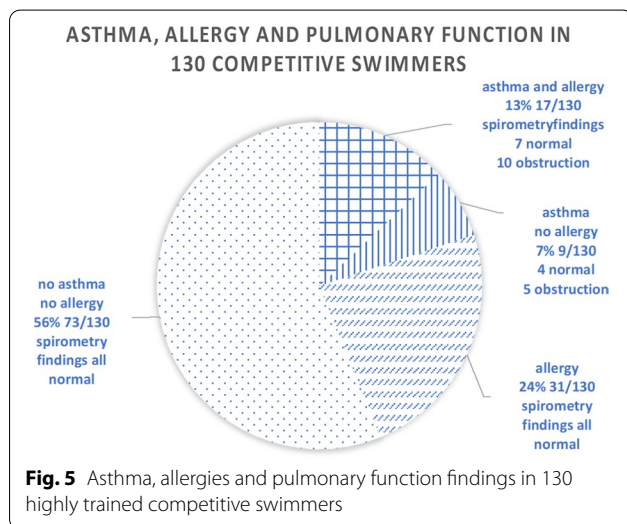 ASTHMA, ALLERGY AND PULMONARY FUNCTION IN
130 COMPETITIVE SWIMMERS
asthma and allergy
13% 17/130
spirometryfindings
7 normal
10 obstruction
asthma
no allergy
7% 9/130
4 normal
5 obstruction
no asthma
no allergy
56% 73/130
spirometry
findings all
normal
allergy
24% 31/130
spirometry
findings all
normal
Fig. 5 Asthma, allergies and pulmonary function findings in 130
highly trained competitive swimmers